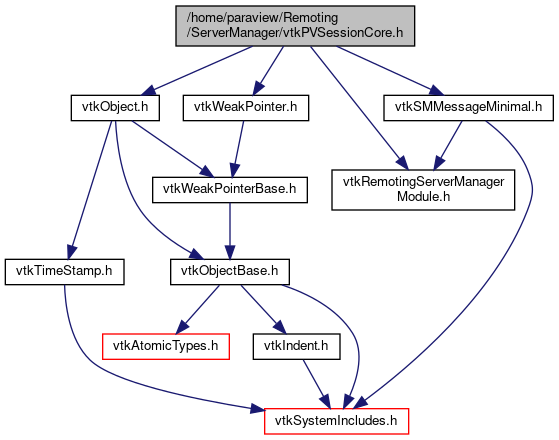 /home/paraview/Remoting
/ServerManager/vtkPVSessionCore.h
vtkObject.h
vtkWeakPointer.h
vtkSMMessageMinimal.h
vtkWeakPointerBase.h
vtkRemotingServerManager
Module.h
vtkTimeStamp.h
vtkObjectBase.h
vtkAtomicTypes.h
vtkIndent.h
vtkSystemIncludes.h